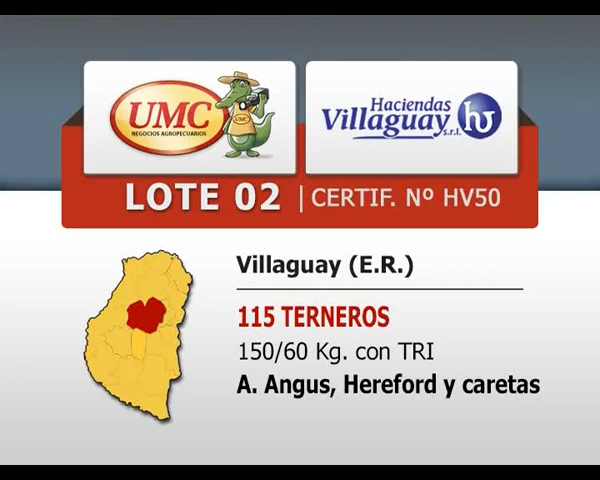 UMC
NEGOCIOS AGROPECUARIOS
Haciendas
Villaguay
s.r.l.
hv
LOTE 02 | CERTIF. Nº HV50
Villaguay (E.R.)
115 TERNEROS
150/60 Kg. con TRI
A. Angus, Hereford y caretas